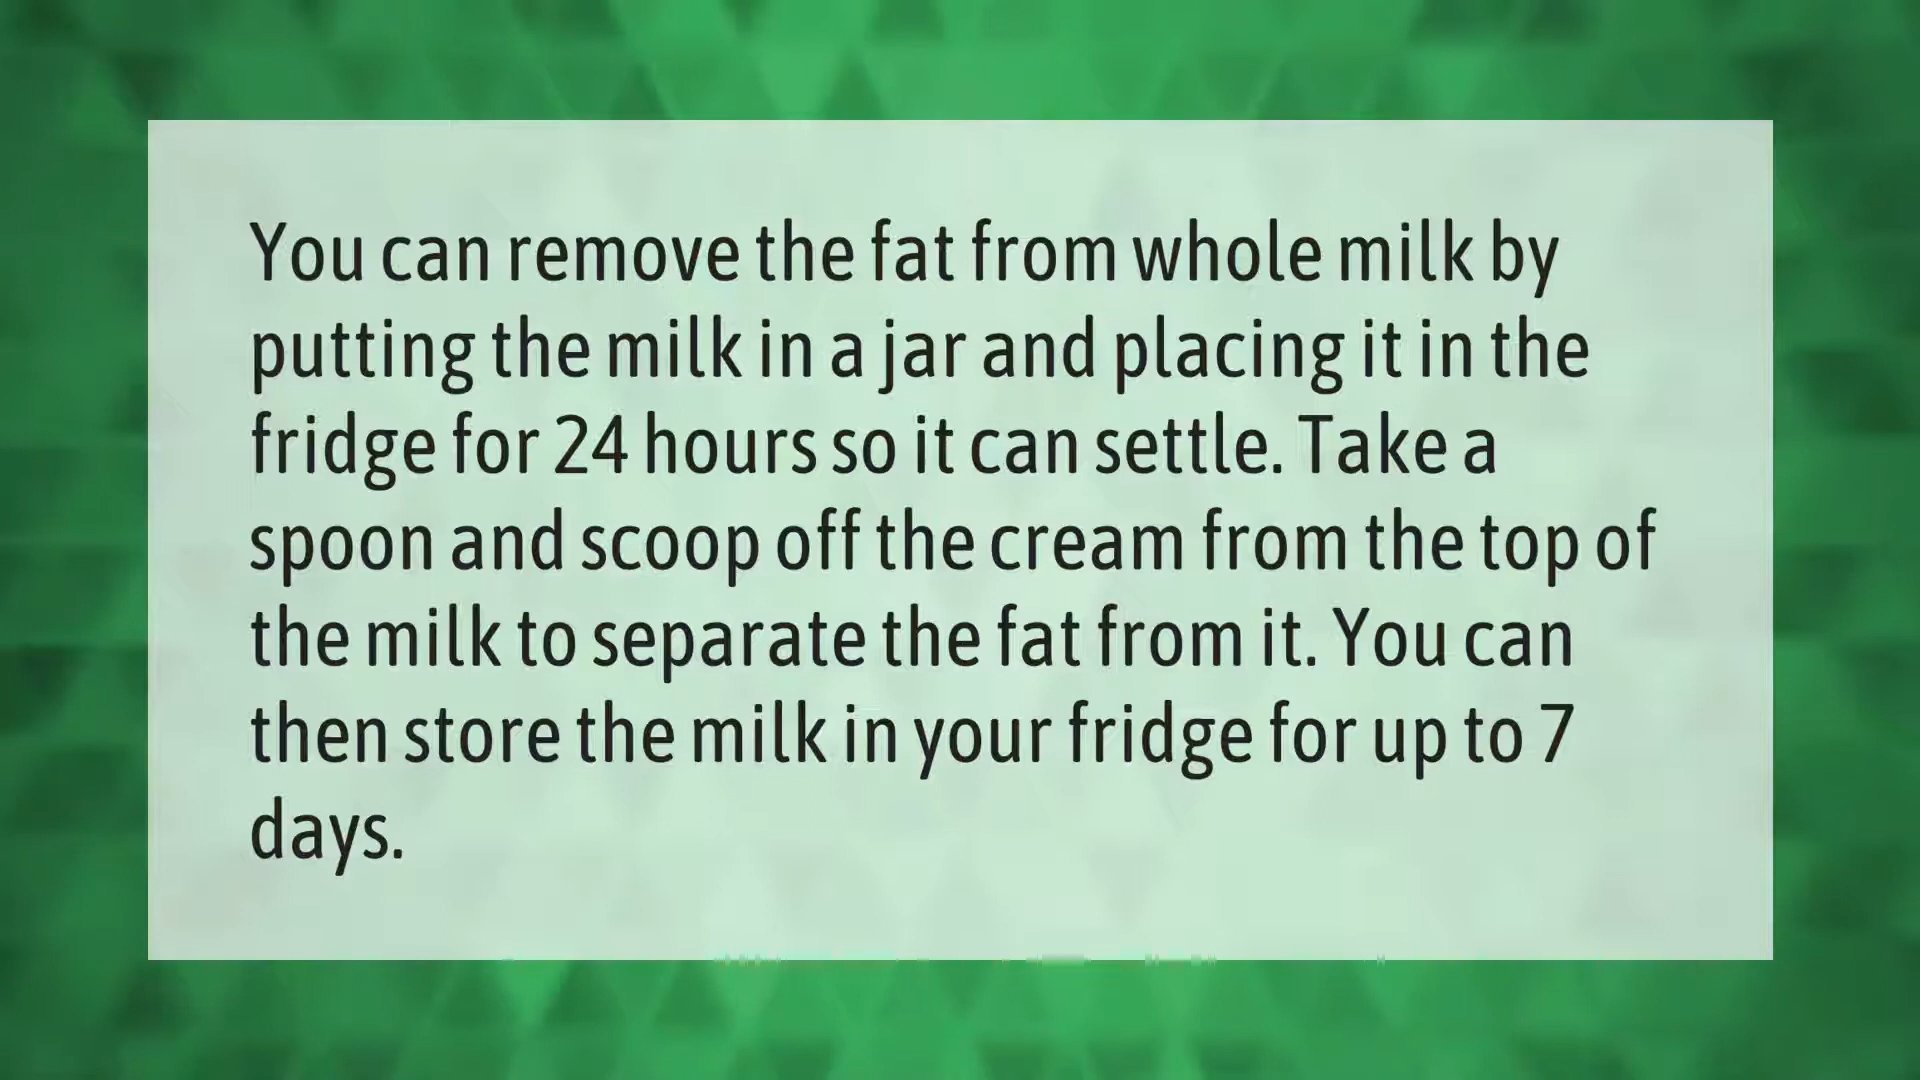 You can remove the fat from whole milk by
putting the milk in a jar and placing it in the
fridge for 24 hours so it can settle. Take a
spoon and scoop off the cream from the top of
the milk to separate the fat from it. You can
then store the milk in your fridge for up to 7
days.